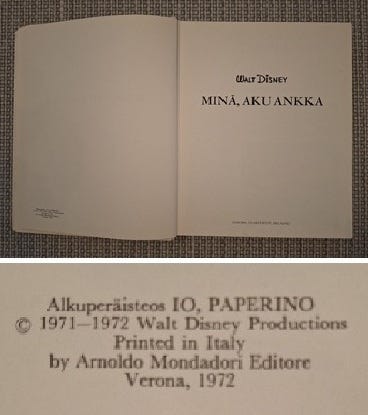 WALT DISNEY
MINÄ, AKU ANKKA
Alkuperäisteos IO, PAPERINO
© 1971—1972 Walt Disney Productions
Printed in Italy
by Arnoldo Mondadori Editore
Verona, 1972